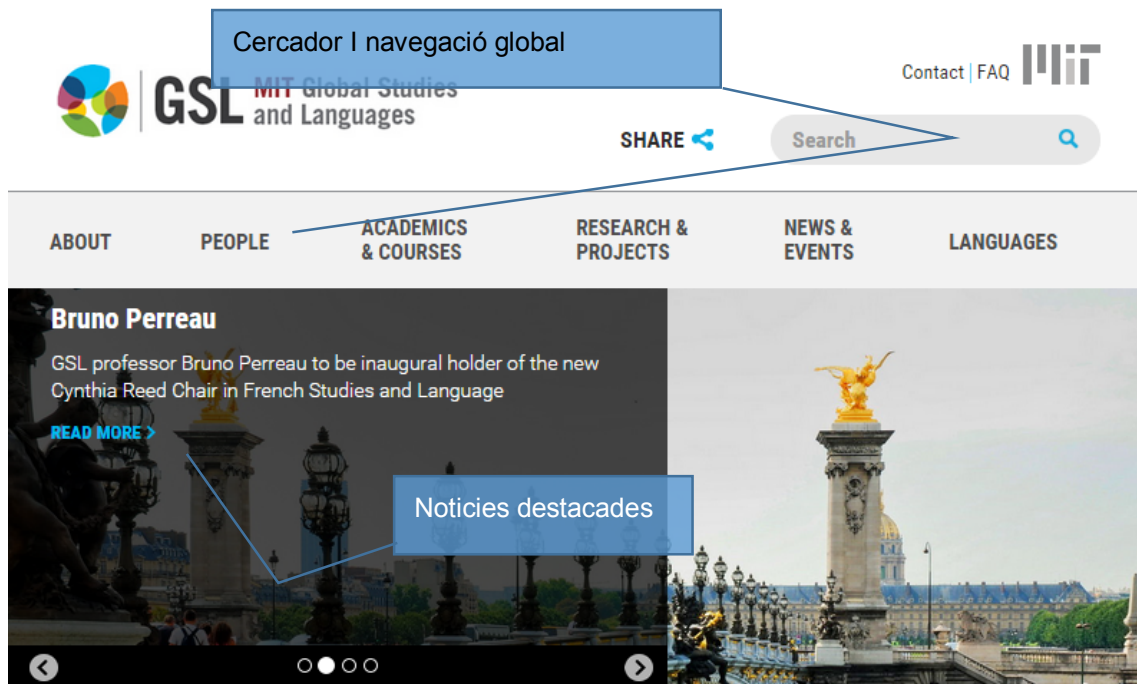 Cercador I navegació global
Contact | FAQ
MIT
GSL MIT Global Studies
and Languages
SHARE
Search
ABOUT
PEOPLE
ACADEMICS
& COURSES
RESEARCH &
PROJECTS
NEWS &
EVENTS
LANGUAGES
Bruno Perreau
GSL professor Bruno Perreau to be inaugural holder of the new
Cynthia Reed Chair in French Studies and Language
READ MORE >
Noticies destacades